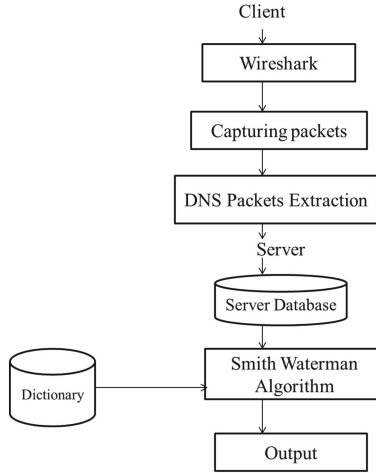 Client
Wireshark
Capturing packets
DNS Packets Extraction
Server
Server Database
Smith Waterman
Algorithm
Dictionary
Output